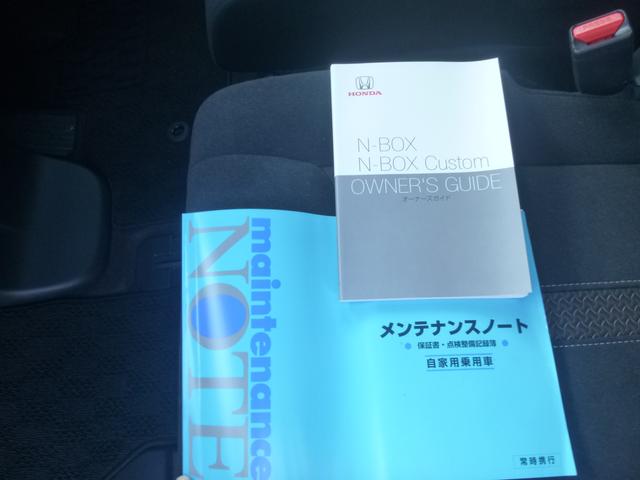 PRESS
HONDA
N-BOX
N-BOX Custom
OWNER'S GUIDE
オーナーズガイド
maintenance
NOTE
メンテナンスノート
保証書・点検整備記録簿
自家用乗用車
常時携行